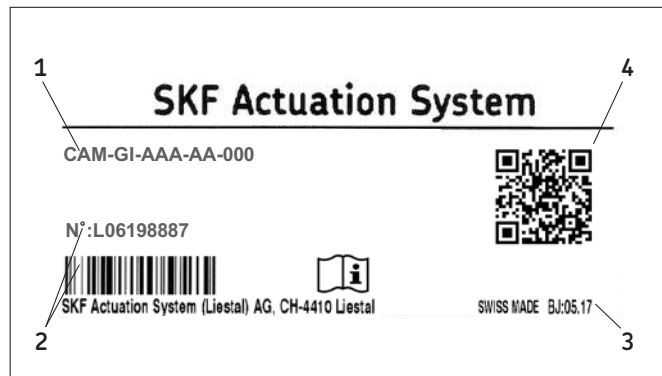 1
4
SKF Actuation System
CAM-GI-AAA-AA-000
N°:L06198887
i
SKF Actuation System (Liestal) AG, CH-4410 Liestal
SWISS MADE BJ:05.17
2
3